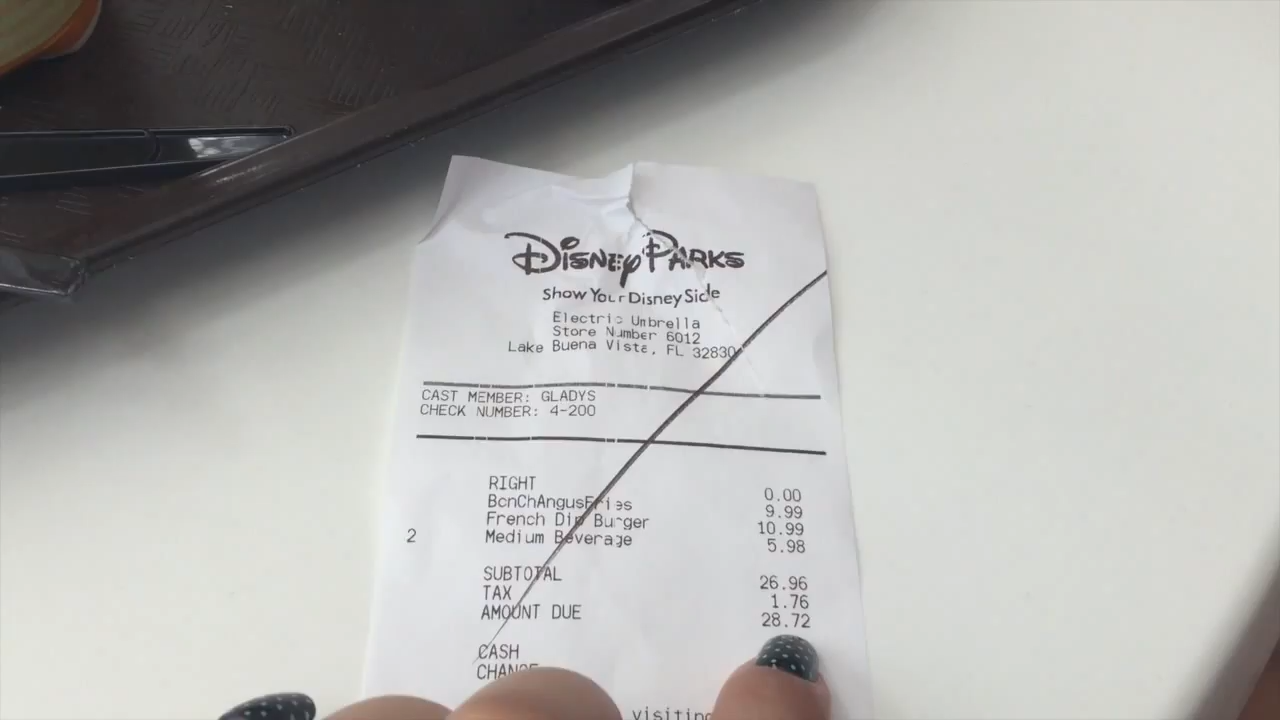 Disney Parks
Show Your Disney Side
Electric Umbrella
Store Number 6012
Lake Buena Vista, FL 32830
CAST MEMBER: GLADYS
CHECK NUMBER: 4-200
RIGHT 0.00
BcnChAngusFries 9.99
French Dip Burger 10.99
2 Medium Beverage 5.98
SUBTOTAL 26.96
TAX 1.76
AMOUNT DUE 28.72
CASH
CHANGE
visiting